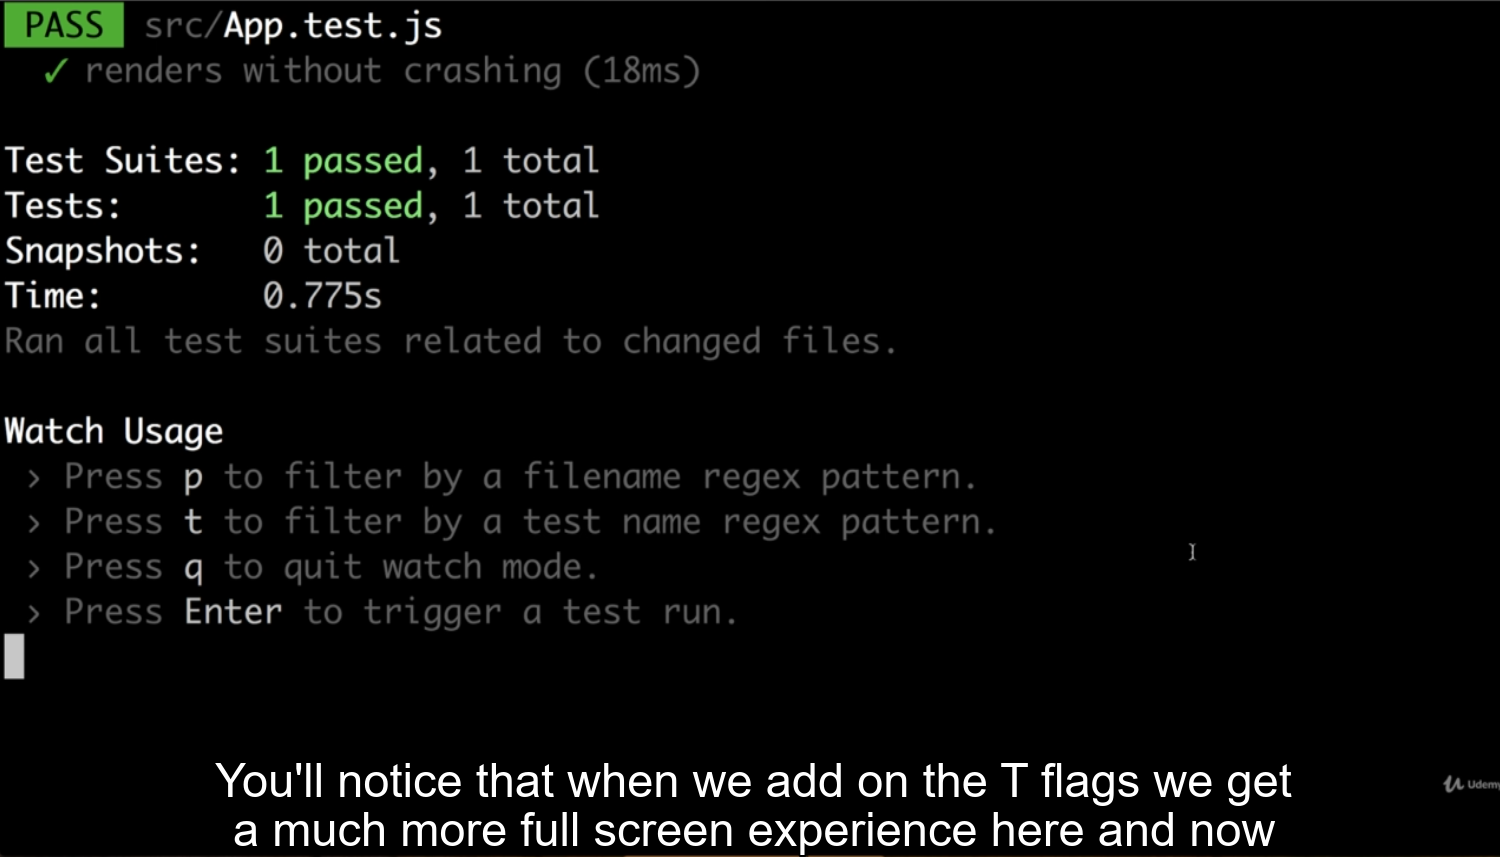 PASS src/App.test.js
✓ renders without crashing (18ms)
Test Suites: 1 passed, 1 total
Tests: 1 passed, 1 total
Snapshots: 0 total
Time: 0.775s
Ran all test suites related to changed files.
Watch Usage
› Press p to filter by a filename regex pattern.
› Press t to filter by a test name regex pattern.
› Press q to quit watch mode.
› Press Enter to trigger a test run.
Udemy
You'll notice that when we add on the T flags we get
a much more full screen experience here and now